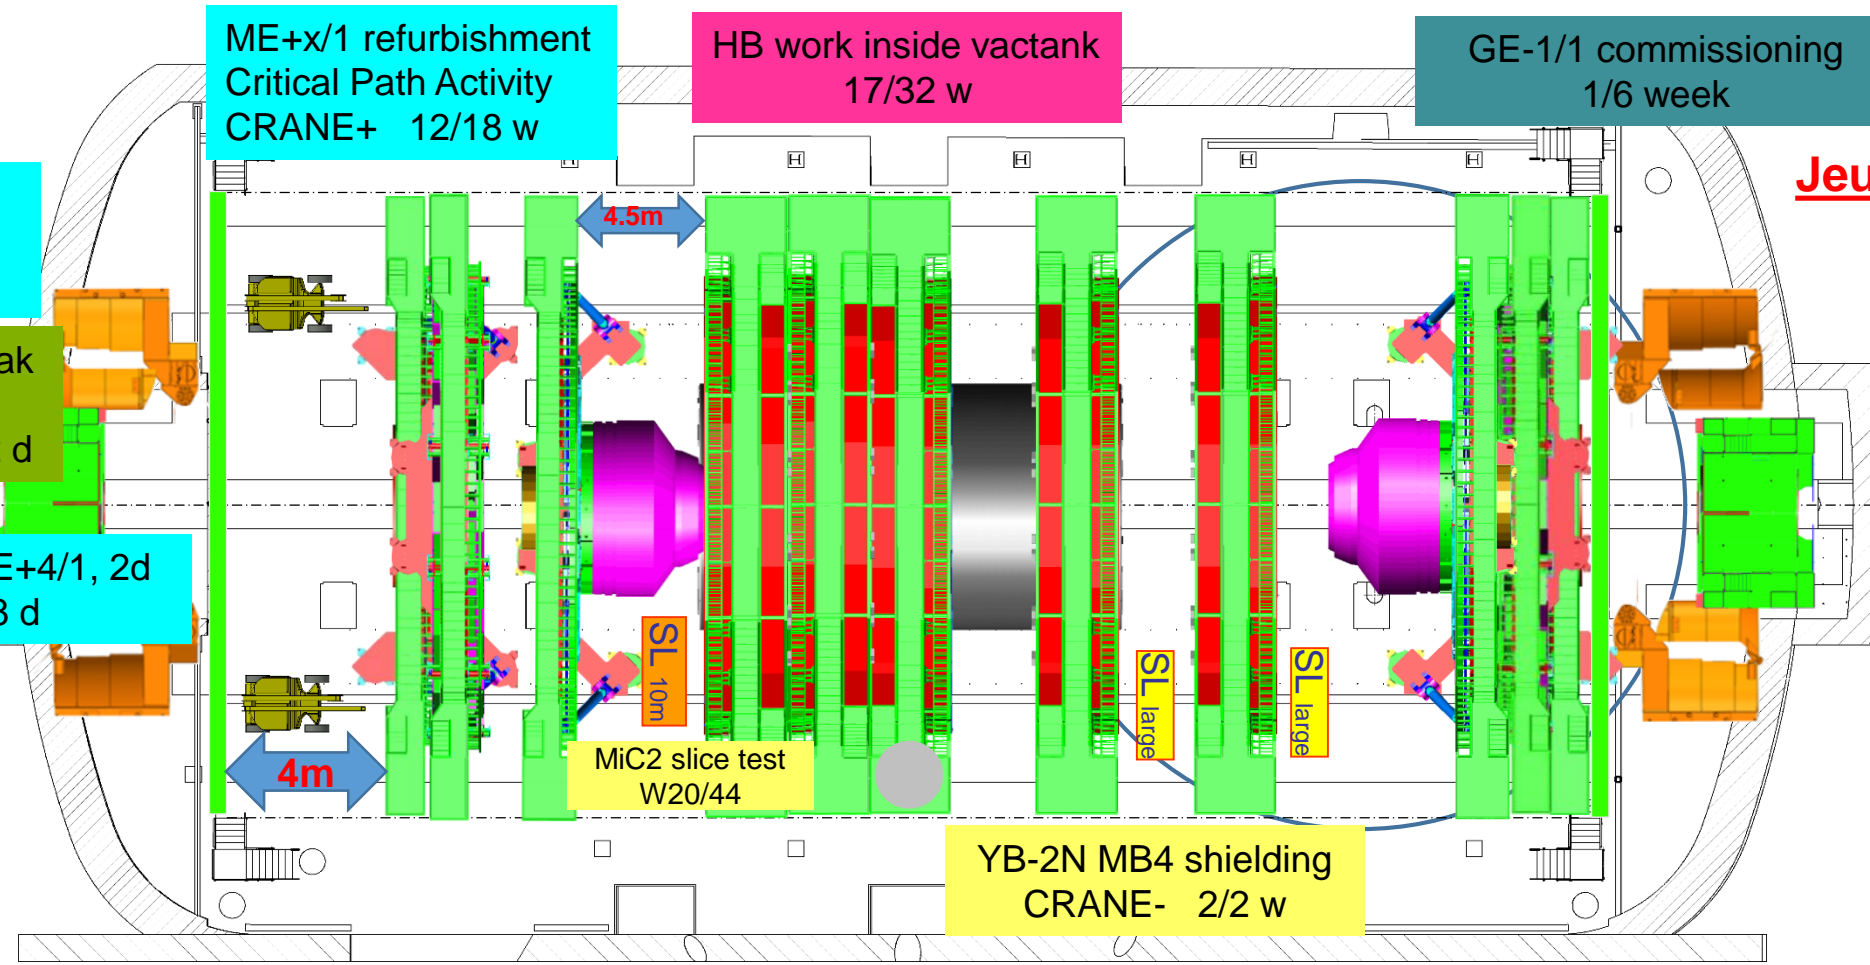 ME+x/1 refurbishment
Critical Path Activity
CRANE+ 12/18 w
HB work inside vactank
17/32 w
GE-1/1 commissioning
1/6 week
Jeu
H
H
H
H
4.5m
ak
d
E+4/1, 2d
3 d
4m
SL 10m
SL large
SL large
MiC2 slice test
W20/44
YB-2N MB4 shielding
CRANE- 2/2 w